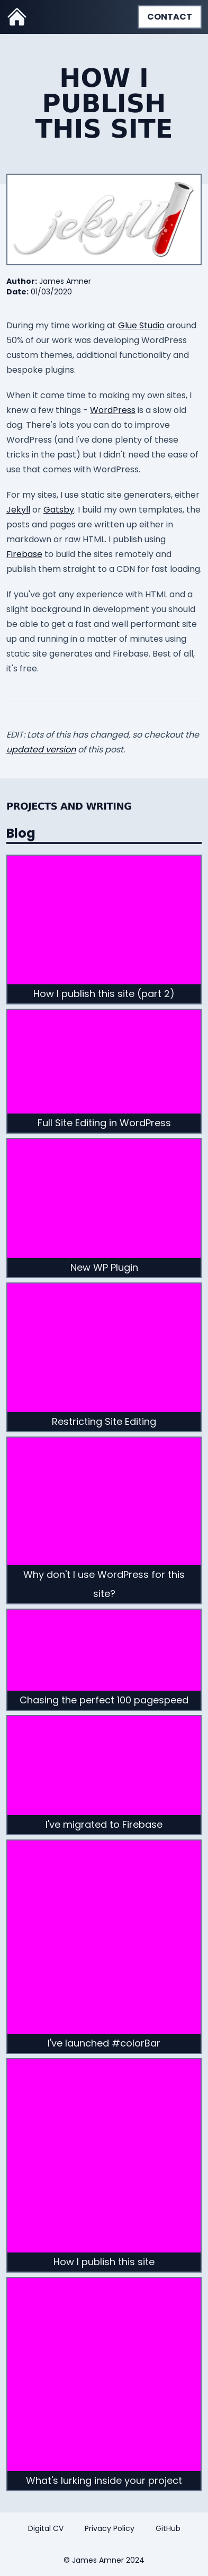 CONTACT
HOW I
PUBLISH
THIS SITE
jekyll
Author: James Amner
Date: 01/03/2020
During my time working at Glue Studio around
50% of our work was developing WordPress
custom themes, additional functionality and
bespoke plugins.
When it came time to making my own sites, I
knew a few things - WordPress is a slow old
dog. There's lots you can do to improve
WordPress (and I've done plenty of these
tricks in the past) but I didn't need the ease of
use that comes with WordPress.
For my sites, I use static site generaters, either
Jekyll or Gatsby. I build my own templates, the
posts and pages are written up either in
markdown or raw HTML. I publish using
Firebase to build the sites remotely and
publish them straight to a CDN for fast loading.
If you've got any experience with HTML and a
slight background in development you should
be able to get a fast and well performant site
up and running in a matter of minutes using
static site generates and Firebase. Best of all,
it's free.
EDIT: Lots of this has changed, so checkout the
updated version of this post.
PROJECTS AND WRITING
Blog
How I publish this site (part 2)
Full Site Editing in WordPress
New WP Plugin
Restricting Site Editing
Why don't I use WordPress for this
site?
Chasing the perfect 100 pagespeed
I've migrated to Firebase
I've launched #colorBar
How I publish this site
What's lurking inside your project
Digital CV Privacy Policy GitHub
© James Amner 2024